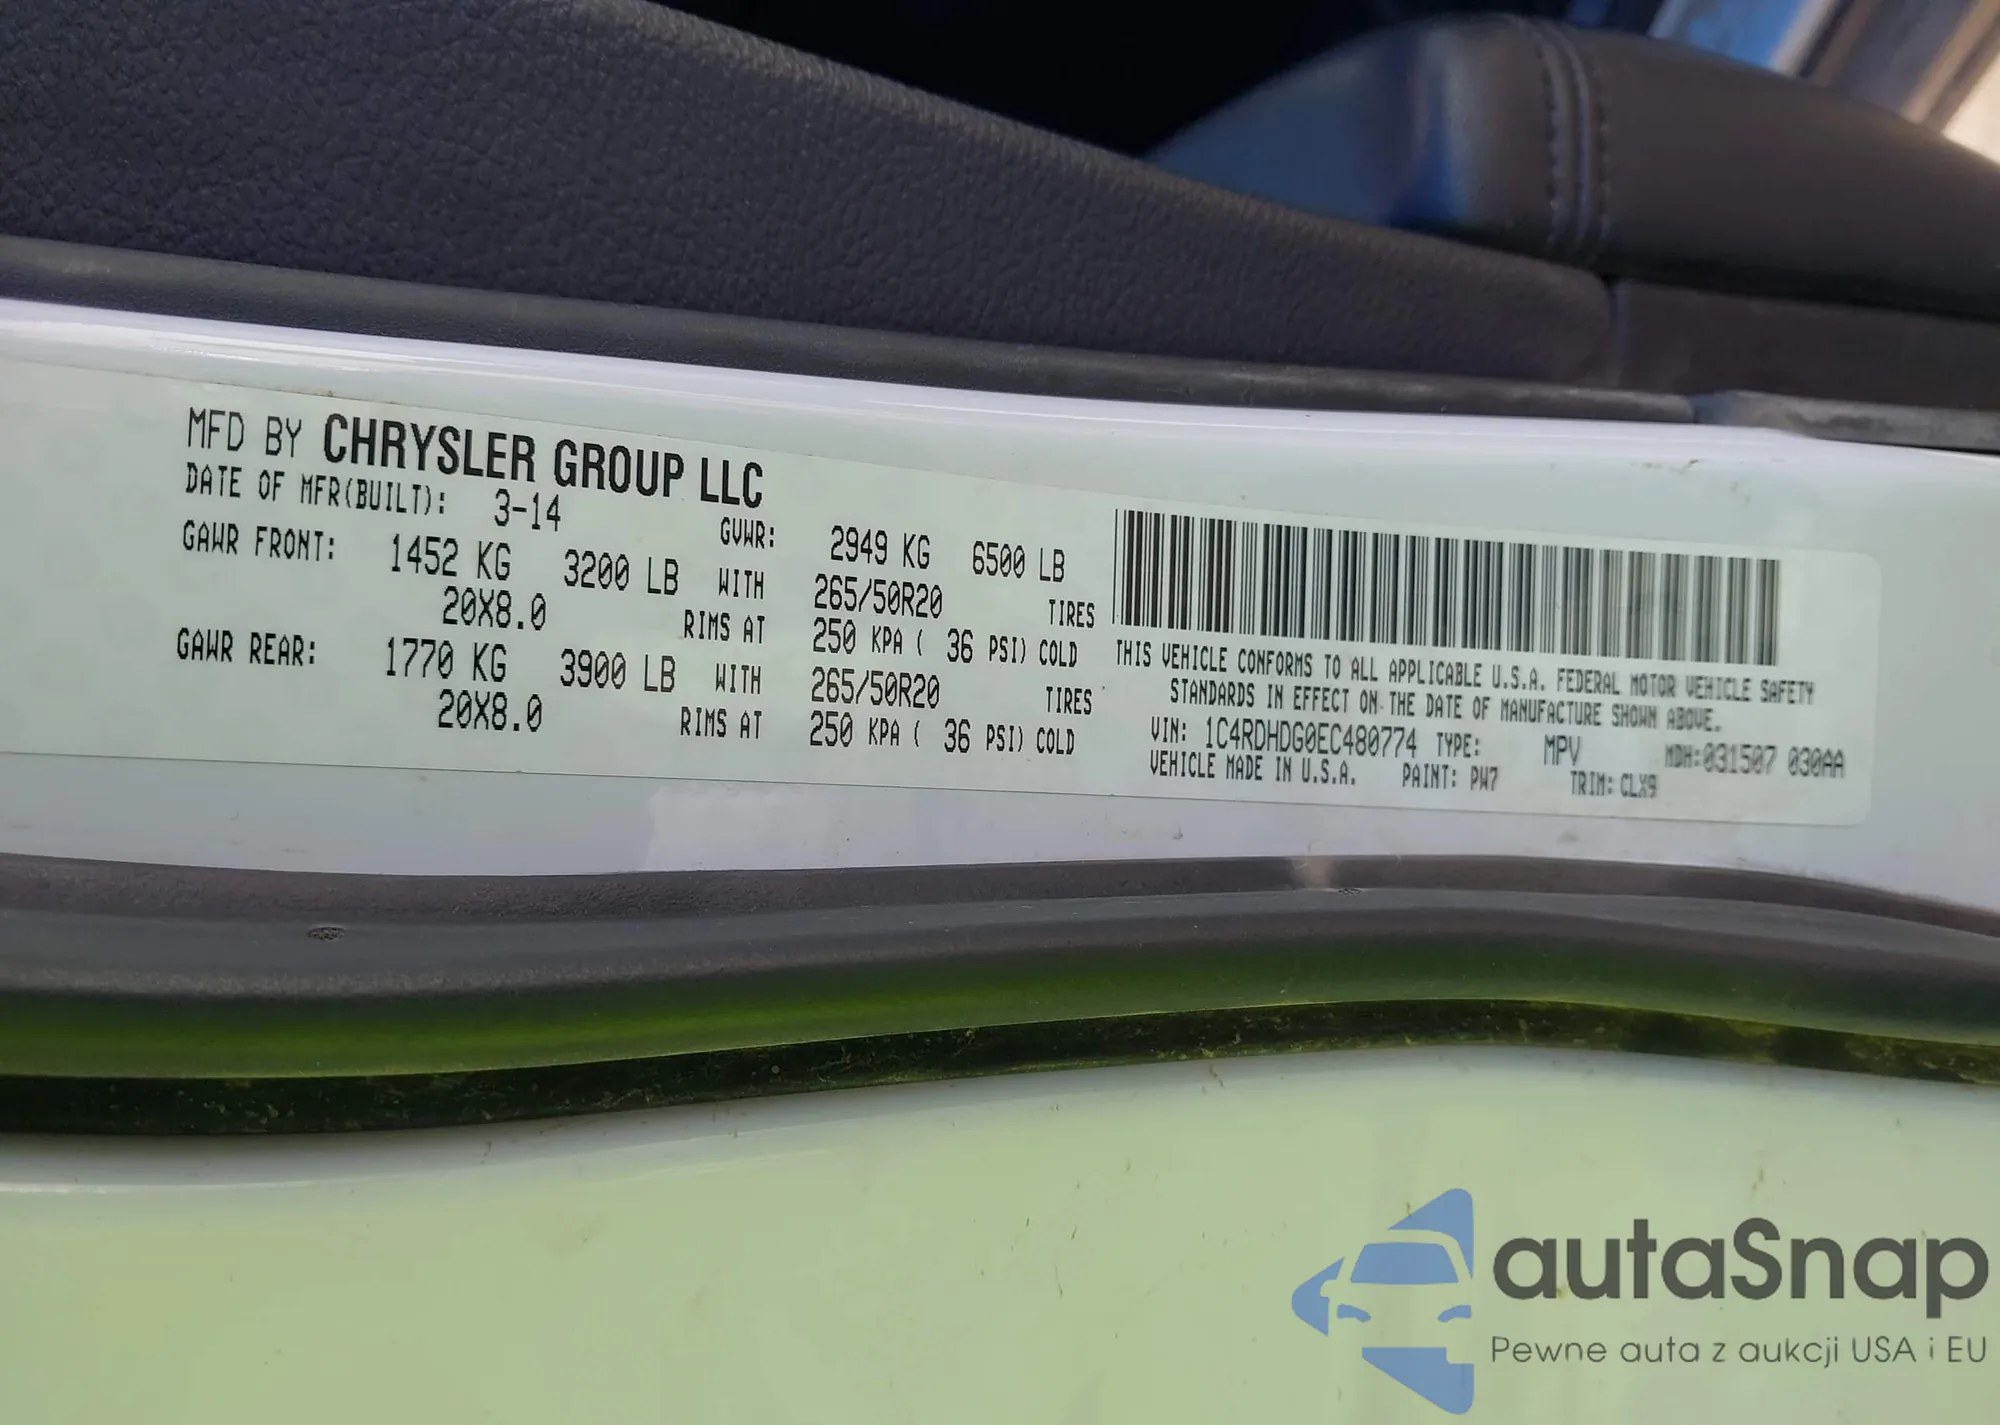 MFD BY CHRYSLER GROUP LLC
DATE OF MFR(BUILT): 3-14 GVWR: 2949 KG 6500 LB
GAWR FRONT: 1452 KG 3200 LB WITH 265/50R20 TIRES
20X8.0 RIMS AT 250 KPA ( 36 PSI) COLD
GAWR REAR: 1770 KG 3900 LB WITH 265/50R20 TIRES
20X8.0 RIMS AT 250 KPA ( 36 PSI) COLD
THIS VEHICLE CONFORMS TO ALL APPLICABLE U.S.A. FEDERAL MOTOR VEHICLE SAFETY
STANDARDS IN EFFECT ON THE DATE OF MANUFACTURE SHOWN ABOVE.
VIN: 1C4RDHDG0EC480774 TYPE: MPV MDH:031507 030AA
VEHICLE MADE IN U.S.A. PAINT: PW7 TRIM: CLX9
autaSnap
Pewne auta z aukcji USA i EU